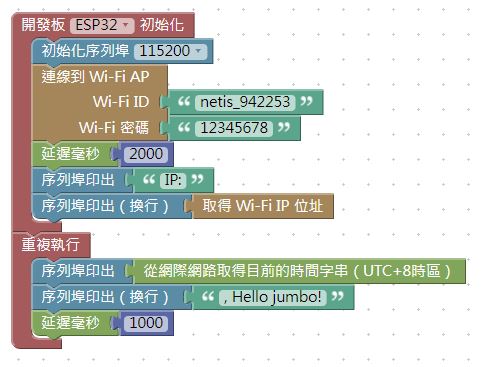 開發板 ESP32 初始化
初始化序列埠 115200
連線到 Wi-Fi AP
Wi-Fi ID “ netis_942253 ”
Wi-Fi 密碼 “ 12345678 ”
延遲毫秒 2000
序列埠印出 “ IP: ”
序列埠印出（換行） 取得 Wi-Fi IP 位址
重複執行
序列埠印出 從網際網路取得目前的時間字串（UTC+8時區）
序列埠印出（換行） “ , Hello jumbo! ”
延遲毫秒 1000